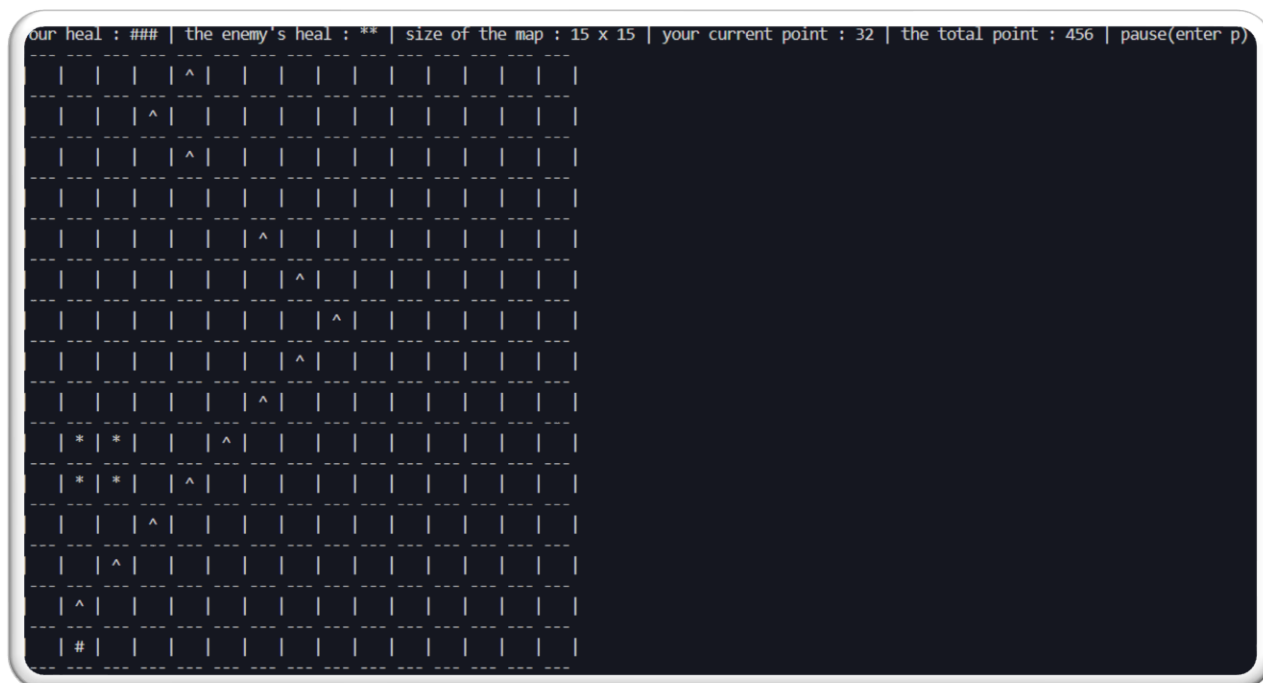 our heal : ### | the enemy's heal : ** | size of the map : 15 x 15 | your current point : 32 | the total point : 456 | pause(enter p)
 --- --- --- --- --- --- --- --- --- --- --- --- --- --- ---
|   |   |   |   | ^ |   |   |   |   |   |   |   |   |   |   |
 --- --- --- --- --- --- --- --- --- --- --- --- --- --- ---
|   |   |   | ^ |   |   |   |   |   |   |   |   |   |   |   |
 --- --- --- --- --- --- --- --- --- --- --- --- --- --- ---
|   |   |   |   | ^ |   |   |   |   |   |   |   |   |   |   |
 --- --- --- --- --- --- --- --- --- --- --- --- --- --- ---
|   |   |   |   |   |   |   |   |   |   |   |   |   |   |   |
 --- --- --- --- --- --- --- --- --- --- --- --- --- --- ---
|   |   |   |   |   |   | ^ |   |   |   |   |   |   |   |   |
 --- --- --- --- --- --- --- --- --- --- --- --- --- --- ---
|   |   |   |   |   |   |   | ^ |   |   |   |   |   |   |   |
 --- --- --- --- --- --- --- --- --- --- --- --- --- --- ---
|   |   |   |   |   |   |   |   | ^ |   |   |   |   |   |   |
 --- --- --- --- --- --- --- --- --- --- --- --- --- --- ---
|   |   |   |   |   |   |   | ^ |   |   |   |   |   |   |   |
 --- --- --- --- --- --- --- --- --- --- --- --- --- --- ---
|   |   |   |   |   |   | ^ |   |   |   |   |   |   |   |   |
 --- --- --- --- --- --- --- --- --- --- --- --- --- --- ---
|   | * | * |   |   | ^ |   |   |   |   |   |   |   |   |   |
 --- --- --- --- --- --- --- --- --- --- --- --- --- --- ---
|   | * | * |   | ^ |   |   |   |   |   |   |   |   |   |   |
 --- --- --- --- --- --- --- --- --- --- --- --- --- --- ---
|   |   |   | ^ |   |   |   |   |   |   |   |   |   |   |   |
 --- --- --- --- --- --- --- --- --- --- --- --- --- --- ---
|   |   | ^ |   |   |   |   |   |   |   |   |   |   |   |   |
 --- --- --- --- --- --- --- --- --- --- --- --- --- --- ---
|   | ^ |   |   |   |   |   |   |   |   |   |   |   |   |   |
 --- --- --- --- --- --- --- --- --- --- --- --- --- --- ---
|   | # |   |   |   |   |   |   |   |   |   |   |   |   |   |
 --- --- --- --- --- --- --- --- --- --- --- --- --- --- ---